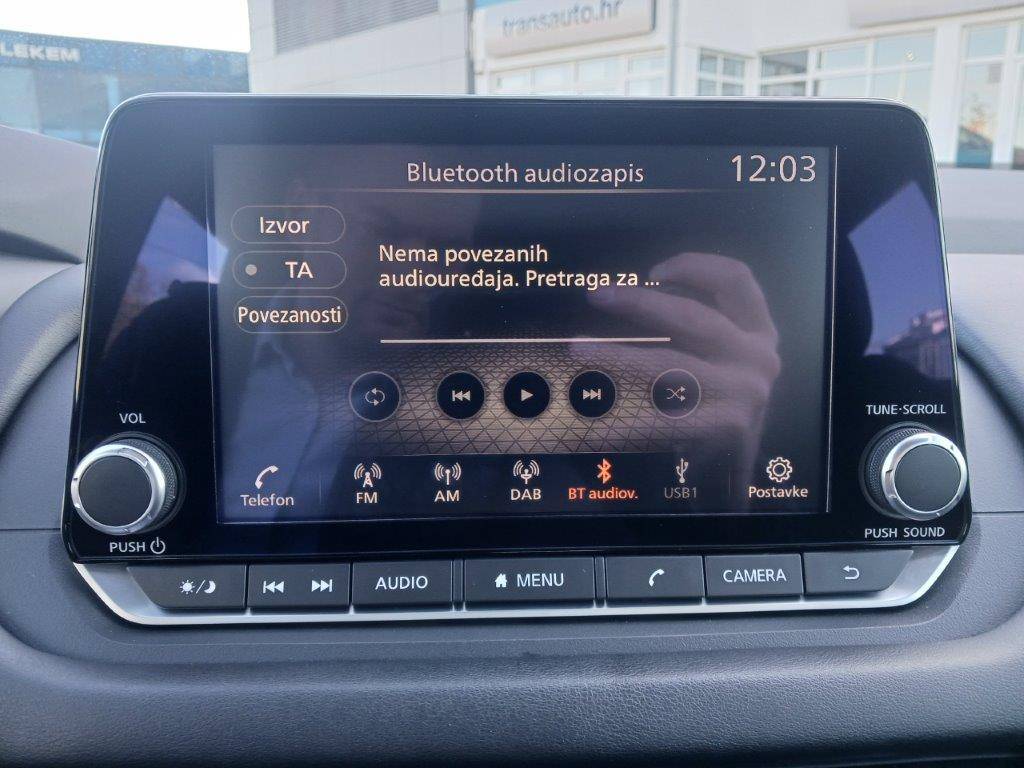 LEKEM
transauto.hr
Bluetooth audiozapis
12:03
Izvor
TA
Povezanosti
Nema povezanih
audiouređaja. Pretraga za ...
VOL
TUNE·SCROLL
Telefon
FM
AM
DAB
BT audiov.
USB1
Postavke
PUSH
PUSH SOUND
AUDIO
MENU
CAMERA